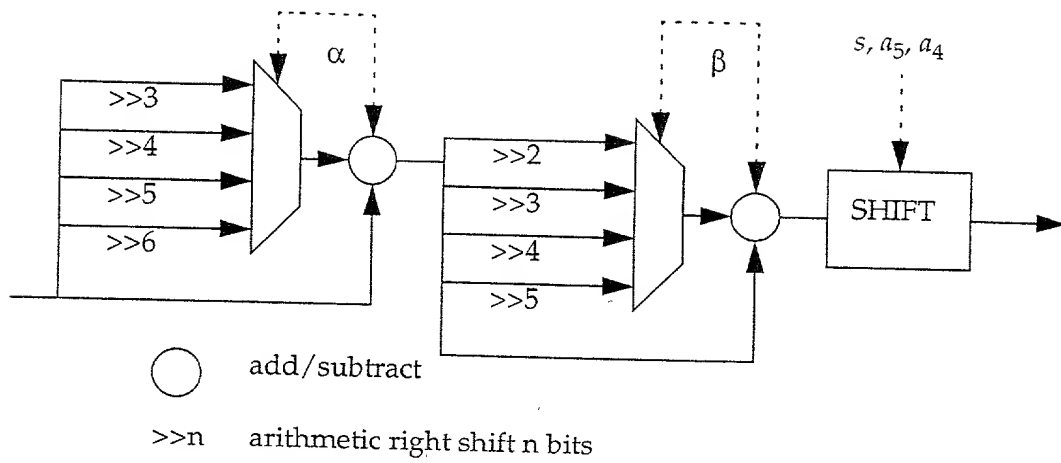 α
β
s, a5, a4
>>3
>>4
>>5
>>6
>>2
>>3
>>4
>>5
SHIFT
add/subtract
>>n arithmetic right shift n bits